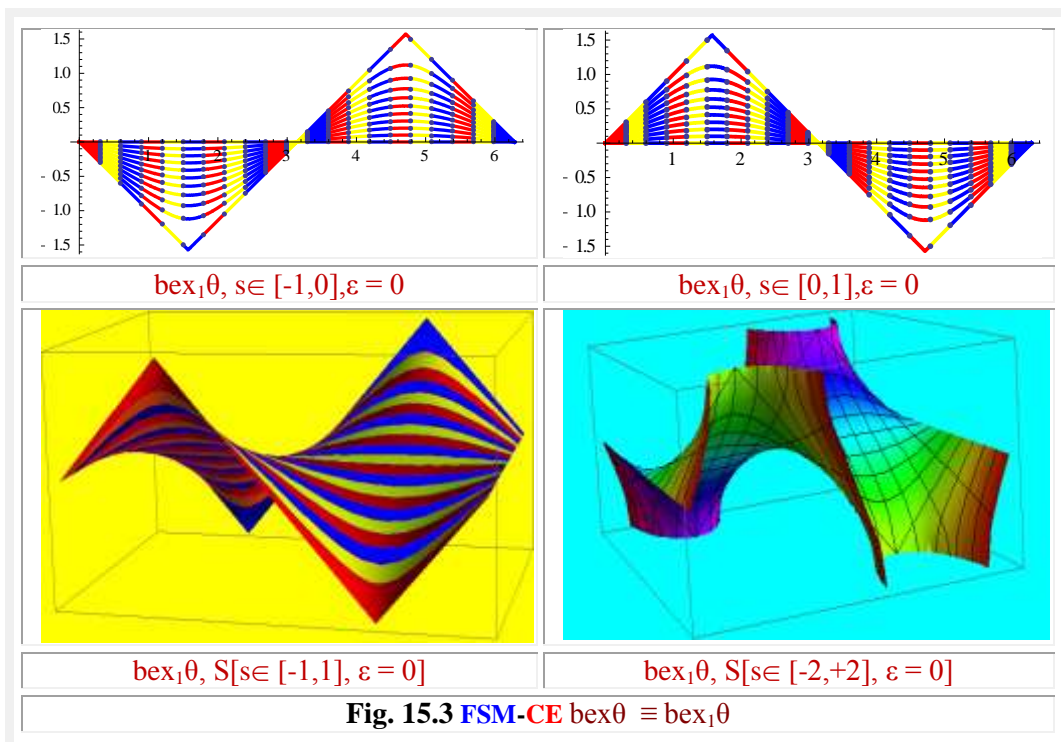 1.5
1.0
0.5
1 2 3 4 5 6
- 0.5
- 1.0
- 1.5
1.5
1.0
0.5
1 2 3 4 5 6
- 0.5
- 1.0
- 1.5
bex₁θ, s∈ [-1,0],ε = 0
bex₁θ, s∈ [0,1],ε = 0
bex₁θ, S[s∈ [-1,1], ε = 0]
bex₁θ, S[s∈ [-2,+2], ε = 0]
Fig. 15.3 FSM-CE bexθ ≡ bex₁θ